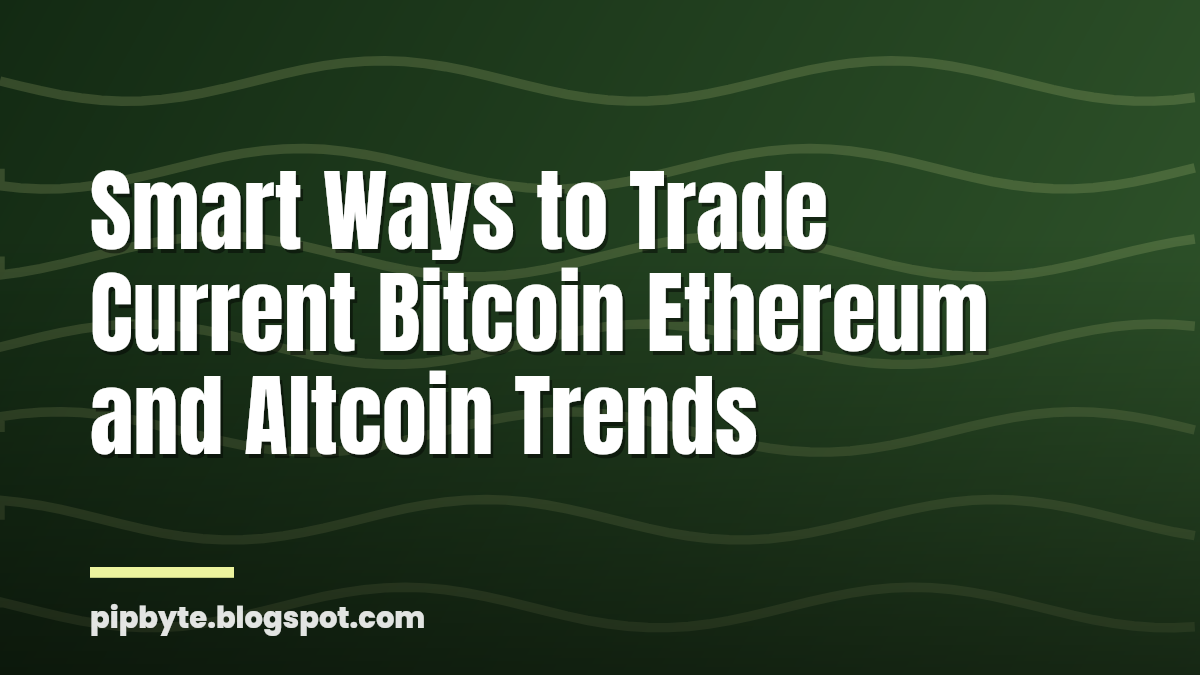 Smart Ways to Trade
Current Bitcoin Ethereum
and Altcoin Trends
pipbyte.blogspot.com